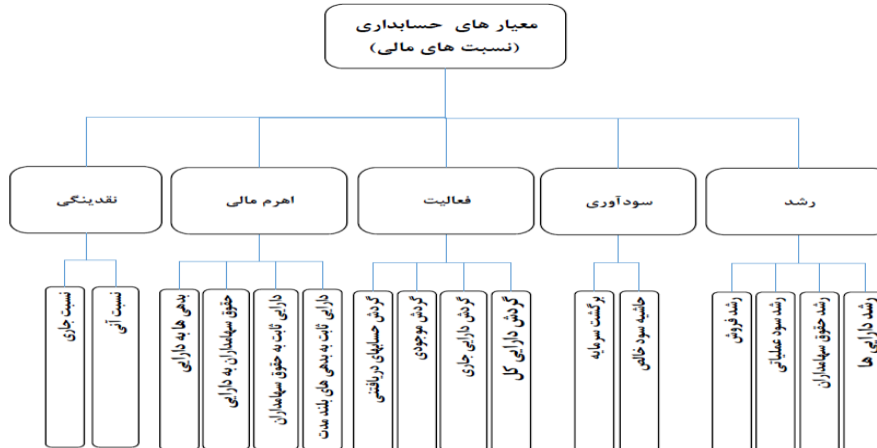 معیار های حسابداری
(نسبت های مالی)
رشد
سودآوری
فعالیت
اهرم مالی
نقدینگی
رشد دارایی ها
رشد حقوق سهامداران
رشد سود عملیاتی
رشد فروش
حاشیه سود خالص
برگشت سرمایه
گردش دارایی کل
گردش دارایی جاری
گردش موجودی
گردش حسابهای دریافتنی
دارایی ثابت به بدهی های بلند مدت
دارایی ثابت به حقوق سهامداران
حقوق سهامداران به دارایی
بدهی ها به دارایی
نسبت آنی
نسبت جاری